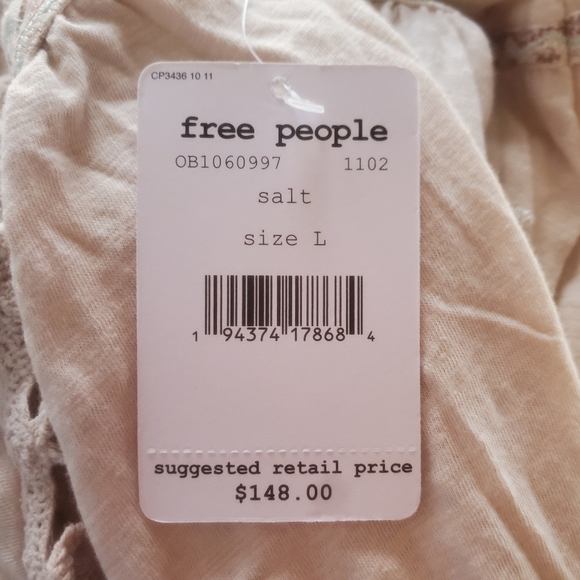 CP3436 10 11
free people
OB1060997 1102
salt
size L
1 94374 17868 4
suggested retail price
$148.00